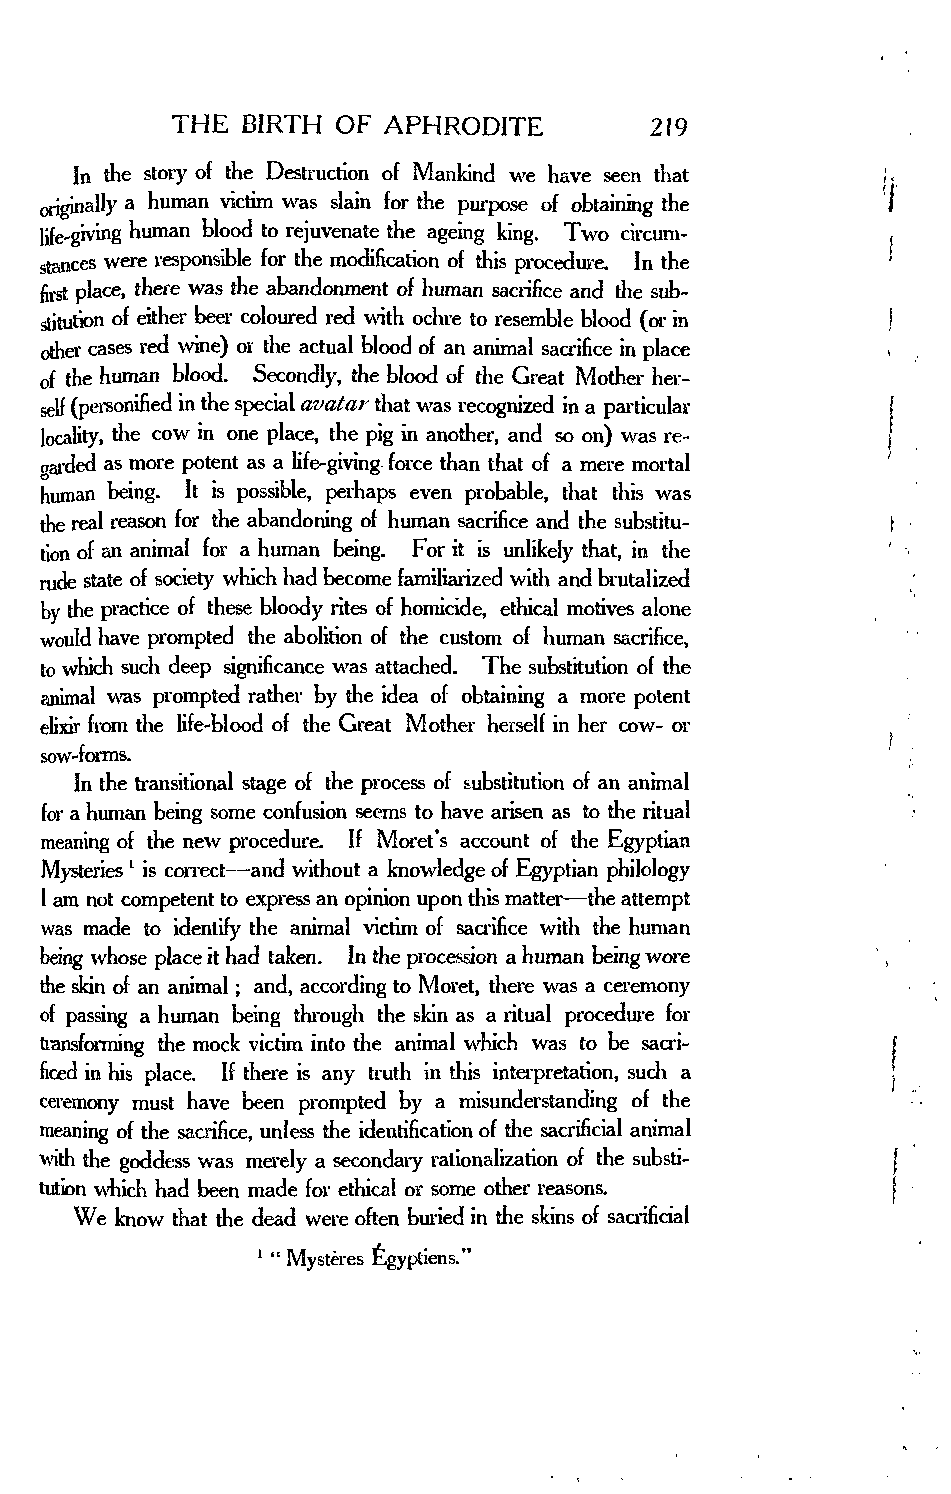 THE BIRTH OF APHRODITE 219
In the story of the Destruction of Mankind we have seen that
originally a human victim was slain for the purpose of obtaining the
life-giving human blood to rejuvenate the ageing king. Two circum-
stances were responsible for the modification of this procedure. In the
first place, there was the abandonment of human sacrifice and the sub-
stitution of either beer coloured red with ochre to resemble blood (or in
other cases red wine) or the actual blood of an animal sacrifice in place
of the human blood. Secondly, the blood of the Great Mother her-
self (personified in the special avatar that was recognized in a particular
locality, the cow in one place, the pig in another, and so on) was re-
garded as more potent as a life-giving force than that of a mere mortal
human being. It is possible, perhaps even probable, that this was
the real reason for the abandoning of human sacrifice and the substitu-
tion of an animal for a human being. For it is unlikely that, in the
rude state of society which had become familiarized with and brutalized
by the practice of these bloody rites of homicide, ethical motives alone
would have prompted the abolition of the custom of human sacrifice,
to which such deep significance was attached. The substitution of the
animal was prompted rather by the idea of obtaining a more potent
elixir from the life-blood of the Great Mother herself in her cow- or
sow-forms.
In the transitional stage of the process of substitution of an animal
for a human being some confusion seems to have arisen as to the ritual
meaning of the new procedure. If Moret's account of the Egyptian
Mysteries ¹ is correct—and without a knowledge of Egyptian philology
I am not competent to express an opinion upon this matter—the attempt
was made to identify the animal victim of sacrifice with the human
being whose place it had taken. In the procession a human being wore
the skin of an animal ; and, according to Moret, there was a ceremony
of passing a human being through the skin as a ritual procedure for
transforming the mock victim into the animal which was to be sacri-
ficed in his place. If there is any truth in this interpretation, such a
ceremony must have been prompted by a misunderstanding of the
meaning of the sacrifice, unless the identification of the sacrificial animal
with the goddess was merely a secondary rationalization of the substi-
tution which had been made for ethical or some other reasons.
We know that the dead were often buried in the skins of sacrificial
¹ " Mystères Égyptiens."